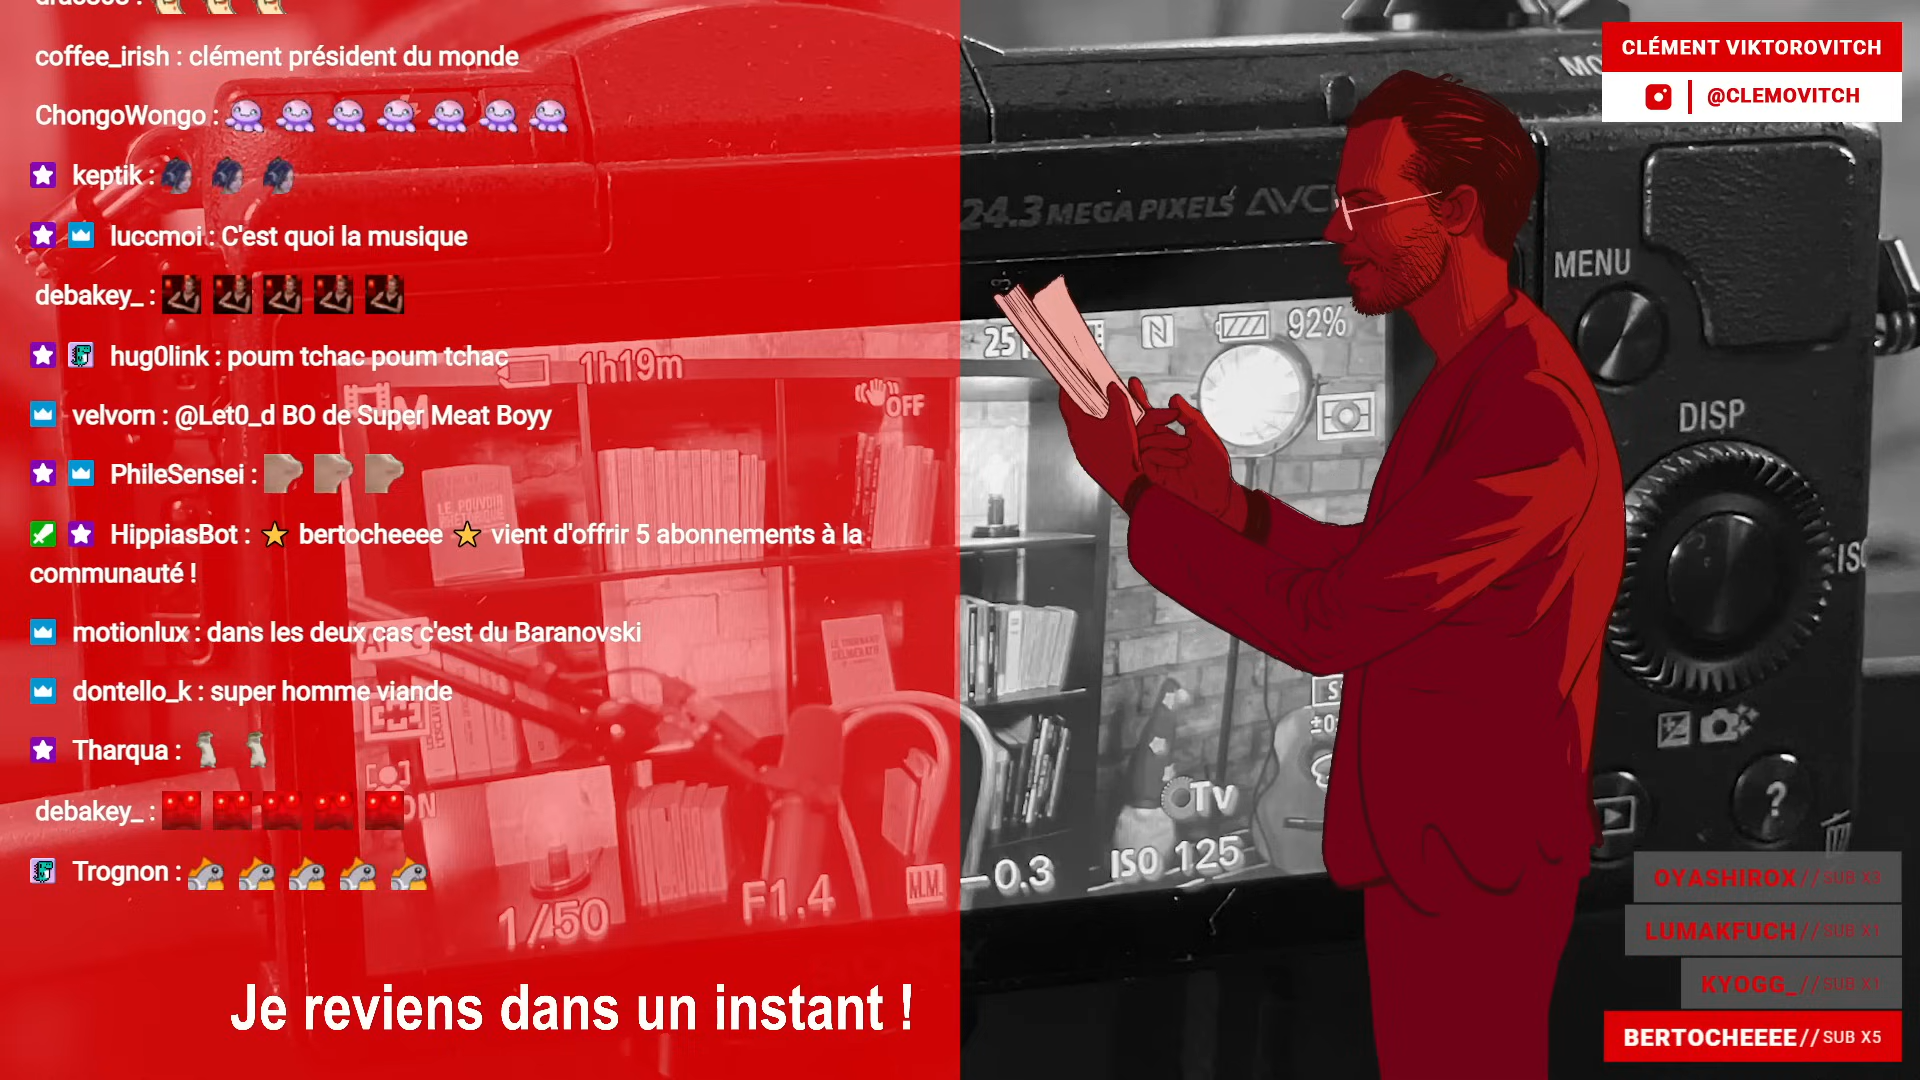 coffee_irish : clément président du monde
ChongoWongo :
keptik :
luccmoi : C'est quoi la musique
debakey_ :
hug0link : poum tchac poum tchac
velvorn : @Let0_d BO de Super Meat Boyy
PhileSensei :
HippiasBot : ⭐ bertocheeee ⭐ vient d'offrir 5 abonnements à la
communauté !
motionlux : dans les deux cas c'est du Baranovski
dontello_k : super homme viande
Tharqua :
debakey_ :
Trognon :
Je reviens dans un instant !
1h19m
OFF
LE POUVOIR
1/50
F1.4
24.3 MEGA PIXELS AVC
92%
MENU
DISP
Tv
-0.3
ISO 125
?
CLÉMENT VIKTOROVITCH
@CLEMOVITCH
OYASHIROX // SUB X3
LUMAKFUCH // SUB X1
KYOGG_ // SUB X1
BERTOCHEEEE // SUB X5